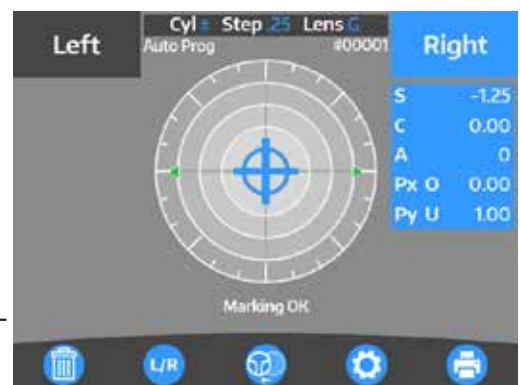 Left
Cyl ± Step .25 Lens G
Auto Prog #00001
Right
S -1.25
C 0.00
A 0
Px O 0.00
Py U 1.00
Marking OK
L/R